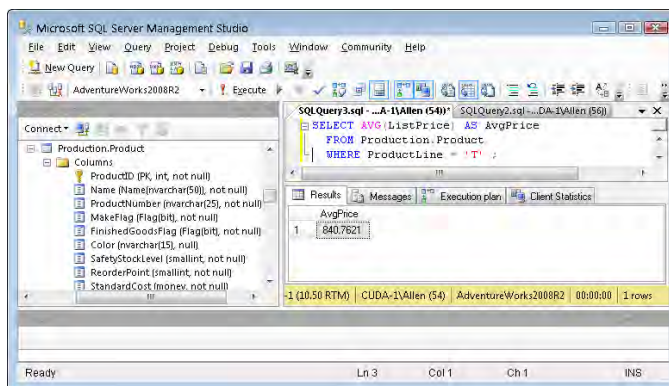 Microsoft SQL Server Management Studio
File Edit View Query Project Debug Tools Window Community Help
New Query
AdventureWorks2008R2 Execute
SQLQuery3.sql - ...A-1\Allen (54))* SQLQuery2.sql -...DA-1\Allen (56))
Connect
SELECT AVG(ListPrice) AS AvgPrice
FROM Production.Product
WHERE ProductLine = 'T' ;
Production.Product
Columns
ProductID (PK, int, not null)
Name (Name(nvarchar(50)), not null)
ProductNumber (nvarchar(25), not null)
MakeFlag (Flag(bit), not null)
FinishedGoodsFlag (Flag(bit), not null)
Color (nvarchar(15), null)
SafetyStockLevel (smallint, not null)
ReorderPoint (smallint, not null)
StandardCost (money, not null)
Results Messages Execution plan Client Statistics
AvgPrice
1 840.7621
-1 (10.50 RTM) CUDA-1\Allen (54) AdventureWorks2008R2 00:00:00 1 rows
Ready Ln 3 Col 1 Ch 1 INS